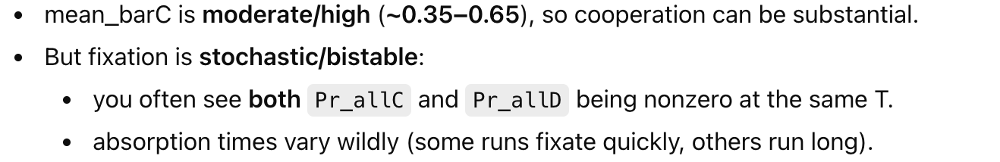 • mean_barC is moderate/high (~0.35–0.65), so cooperation can be substantial.
• But fixation is stochastic/bistable:
• you often see both Pr_allC and Pr_allD being nonzero at the same T.
• absorption times vary wildly (some runs fixate quickly, others run long).